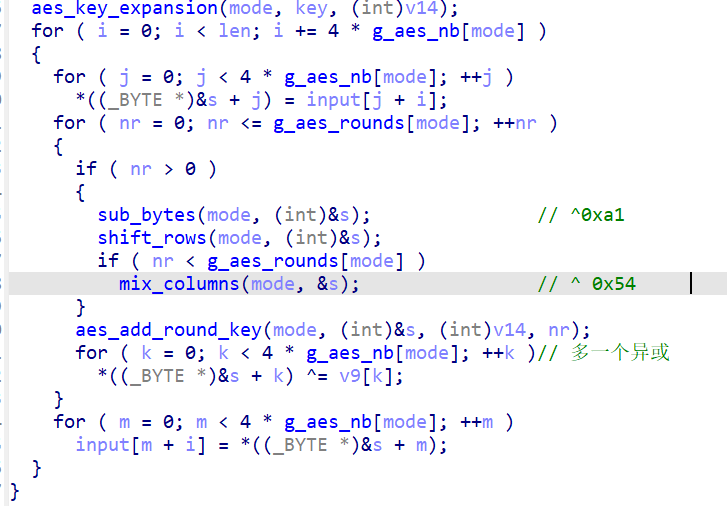 aes_key_expansion(mode, key, (int)v14);
for ( i = 0; i < len; i += 4 * g_aes_nb[mode] )
{
for ( j = 0; j < 4 * g_aes_nb[mode]; ++j )
*((_BYTE *)&s + j) = input[j + i];
for ( nr = 0; nr <= g_aes_rounds[mode]; ++nr )
{
if ( nr > 0 )
{
sub_bytes(mode, (int)&s); // ^0xa1
shift_rows(mode, (int)&s);
if ( nr < g_aes_rounds[mode] )
mix_columns(mode, &s); // ^ 0x54
}
aes_add_round_key(mode, (int)&s, (int)v14, nr);
for ( k = 0; k < 4 * g_aes_nb[mode]; ++k )// 多一个异或
*((_BYTE *)&s + k) ^= v9[k];
}
for ( m = 0; m < 4 * g_aes_nb[mode]; ++m )
input[m + i] = *((_BYTE *)&s + m);
}
}